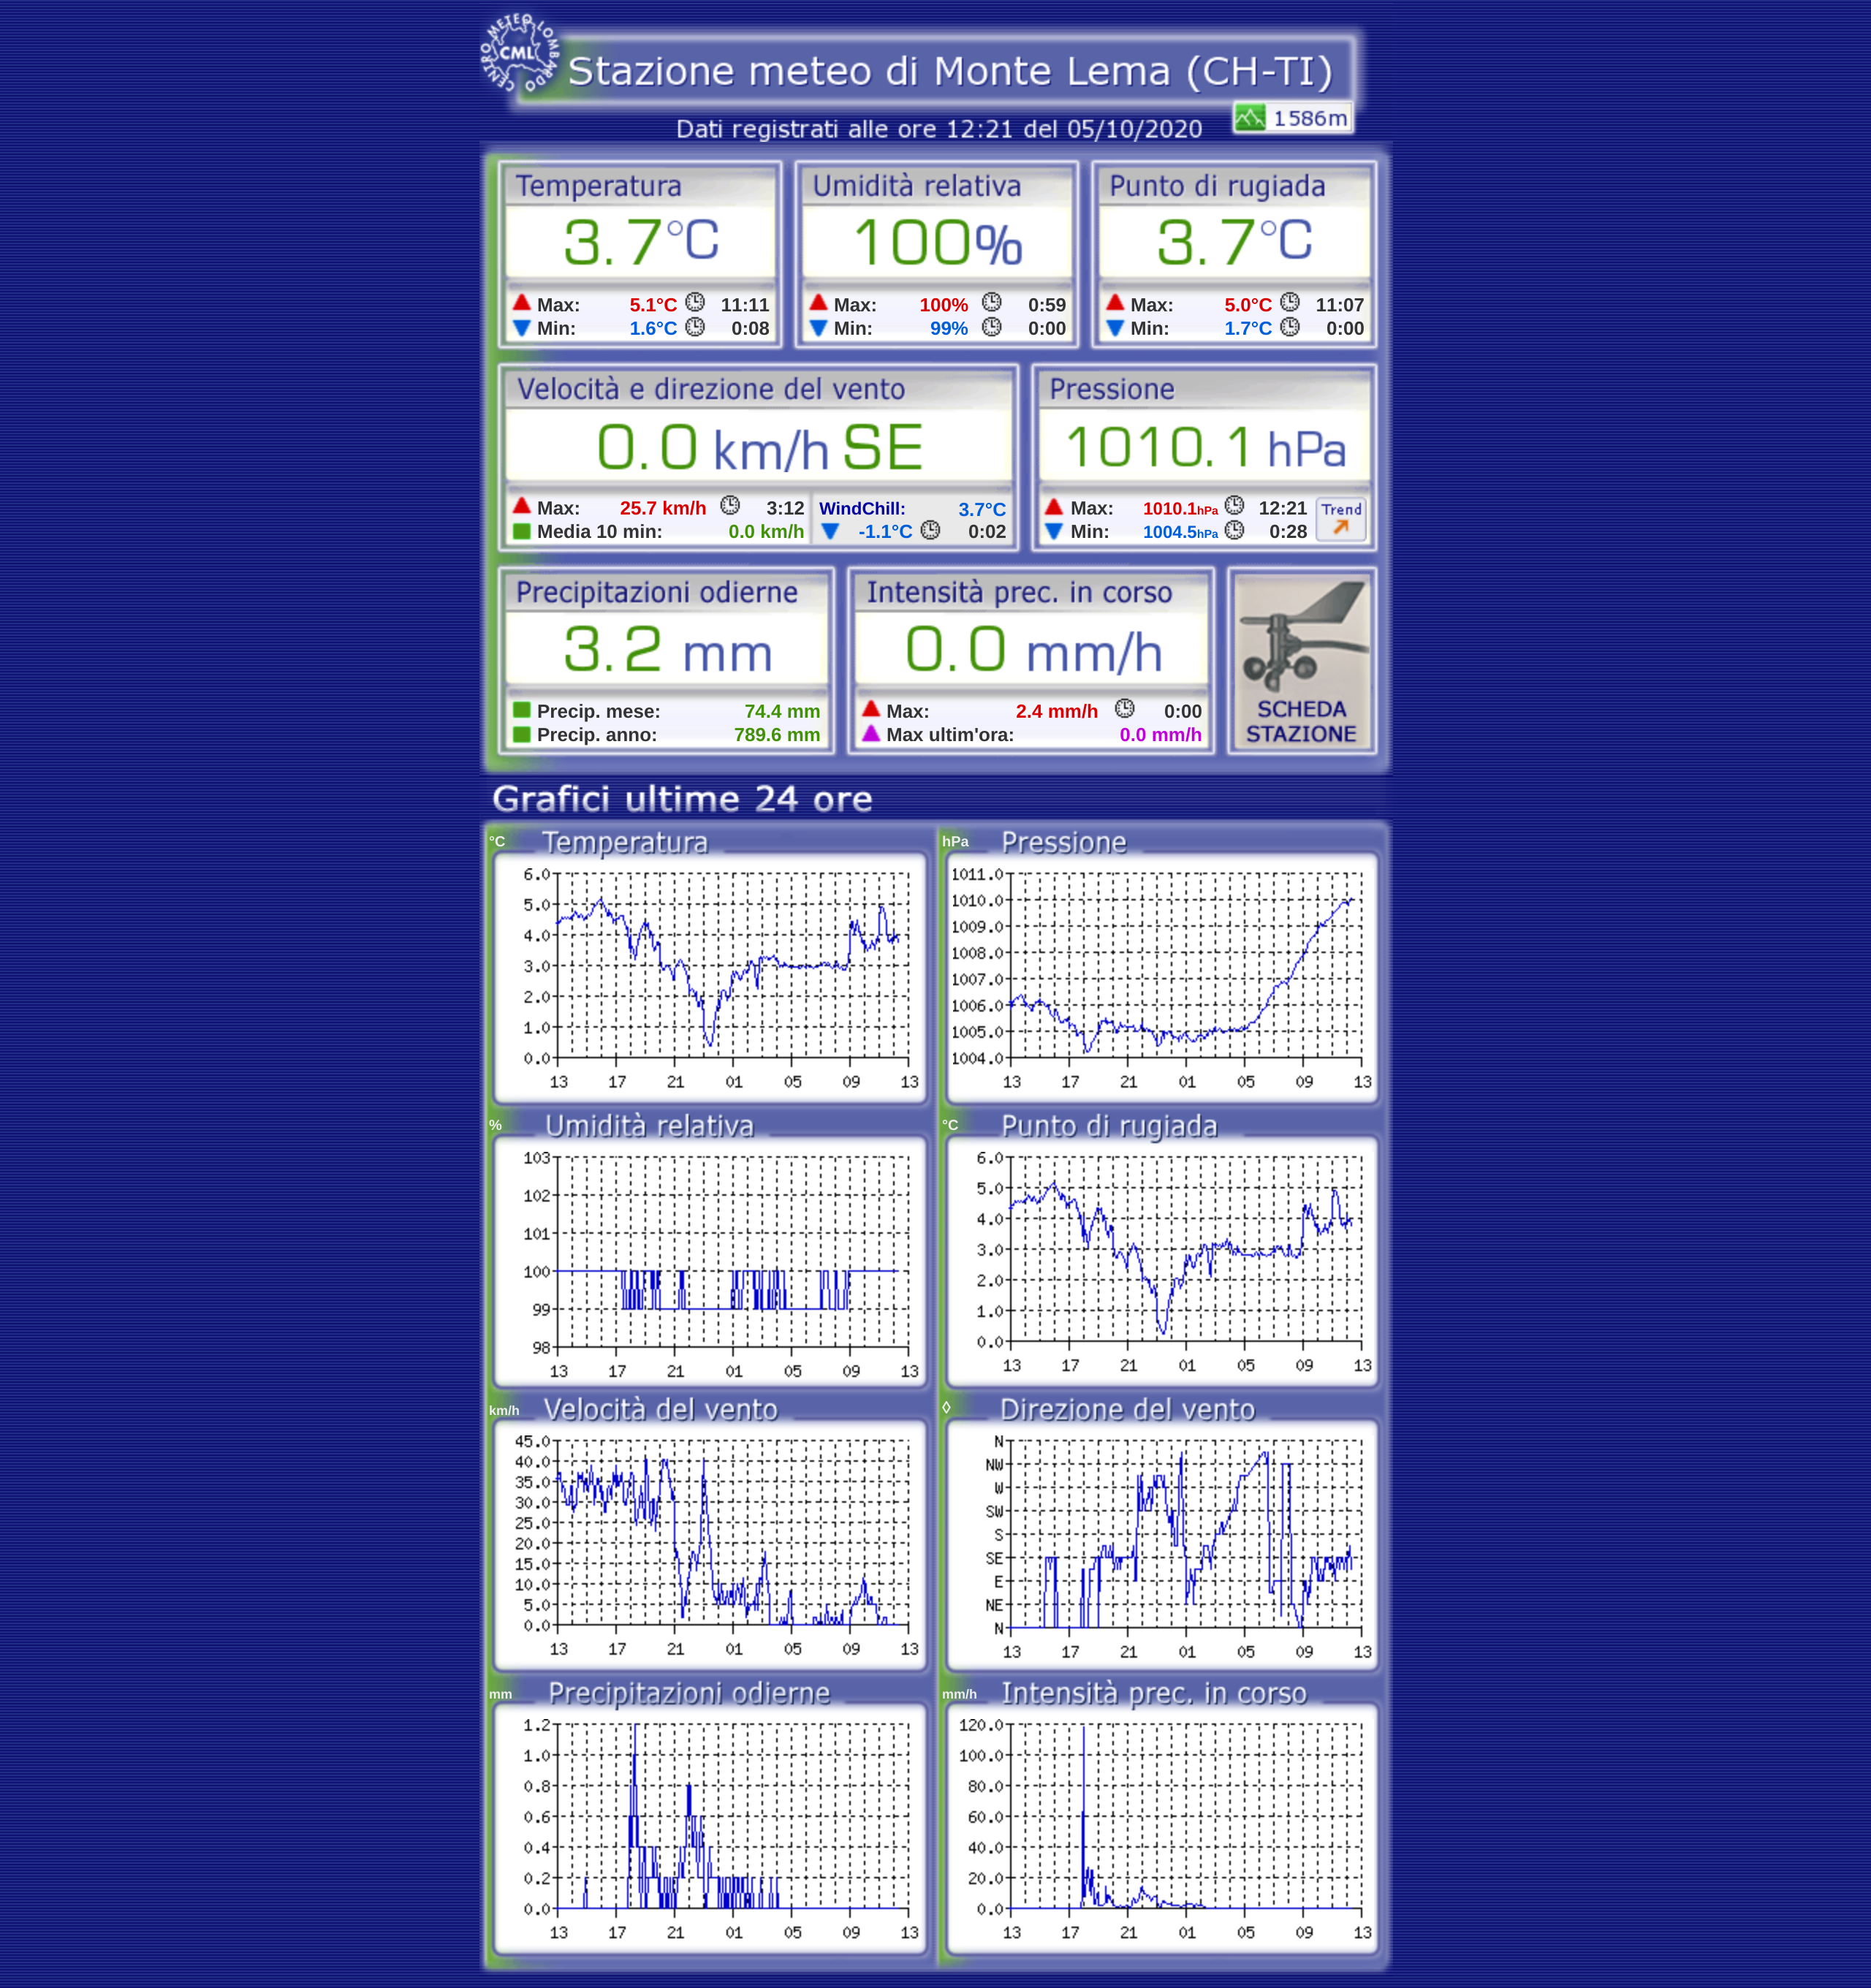 CENTRO METEO LOMBARDO
CML
Stazione meteo di Monte Lema (CH-TI)
1586m
Dati registrati alle ore 12:21 del 05/10/2020
Temperatura
3.7°C
Max: 5.1°C 11:11
Min: 1.6°C 0:08
Umidità relativa
100%
Max: 100% 0:59
Min: 99% 0:00
Punto di rugiada
3.7°C
Max: 5.0°C 11:07
Min: 1.7°C 0:00
Velocità e direzione del vento
0.0 km/h SE
Max: 25.7 km/h 3:12
Media 10 min: 0.0 km/h
WindChill: 3.7°C
-1.1°C 0:02
Pressione
1010.1 hPa
Max: 1010.1hPa 12:21
Min: 1004.5hPa 0:28
Trend
Precipitazioni odierne
3.2 mm
Precip. mese: 74.4 mm
Precip. anno: 789.6 mm
Intensità prec. in corso
0.0 mm/h
Max: 2.4 mm/h 0:00
Max ultim'ora: 0.0 mm/h
SCHEDA
STAZIONE
Grafici ultime 24 ore
°C Temperatura
6.0
5.0
4.0
3.0
2.0
1.0
0.0
13 17 21 01 05 09 13
hPa Pressione
1011.0
1010.0
1009.0
1008.0
1007.0
1006.0
1005.0
1004.0
13 17 21 01 05 09 13
% Umidità relativa
103
102
101
100
99
98
13 17 21 01 05 09 13
°C Punto di rugiada
6.0
5.0
4.0
3.0
2.0
1.0
0.0
13 17 21 01 05 09 13
km/h Velocità del vento
45.0
40.0
35.0
30.0
25.0
20.0
15.0
10.0
5.0
0.0
13 17 21 01 05 09 13
◊ Direzione del vento
N
NW
W
SW
S
SE
E
NE
N
13 17 21 01 05 09 13
mm Precipitazioni odierne
1.2
1.0
0.8
0.6
0.4
0.2
0.0
13 17 21 01 05 09 13
mm/h Intensità prec. in corso
120.0
100.0
80.0
60.0
40.0
20.0
0.0
13 17 21 01 05 09 13